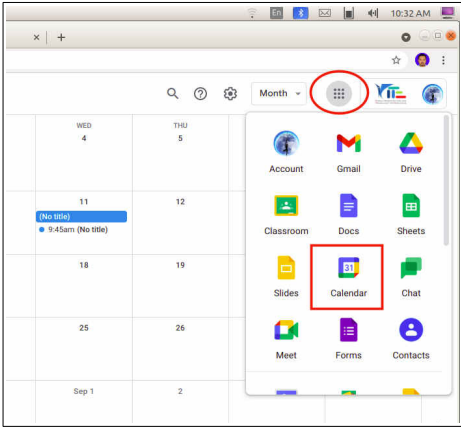 En
10:32 AM
× | +
Month
WED THU
4 5
Account Gmail Drive
11 12
(No title)
9:45am (No title)
Classroom Docs Sheets
18 19
31
Slides Calendar Chat
25 26
Meet Forms Contacts
Sep 1 2